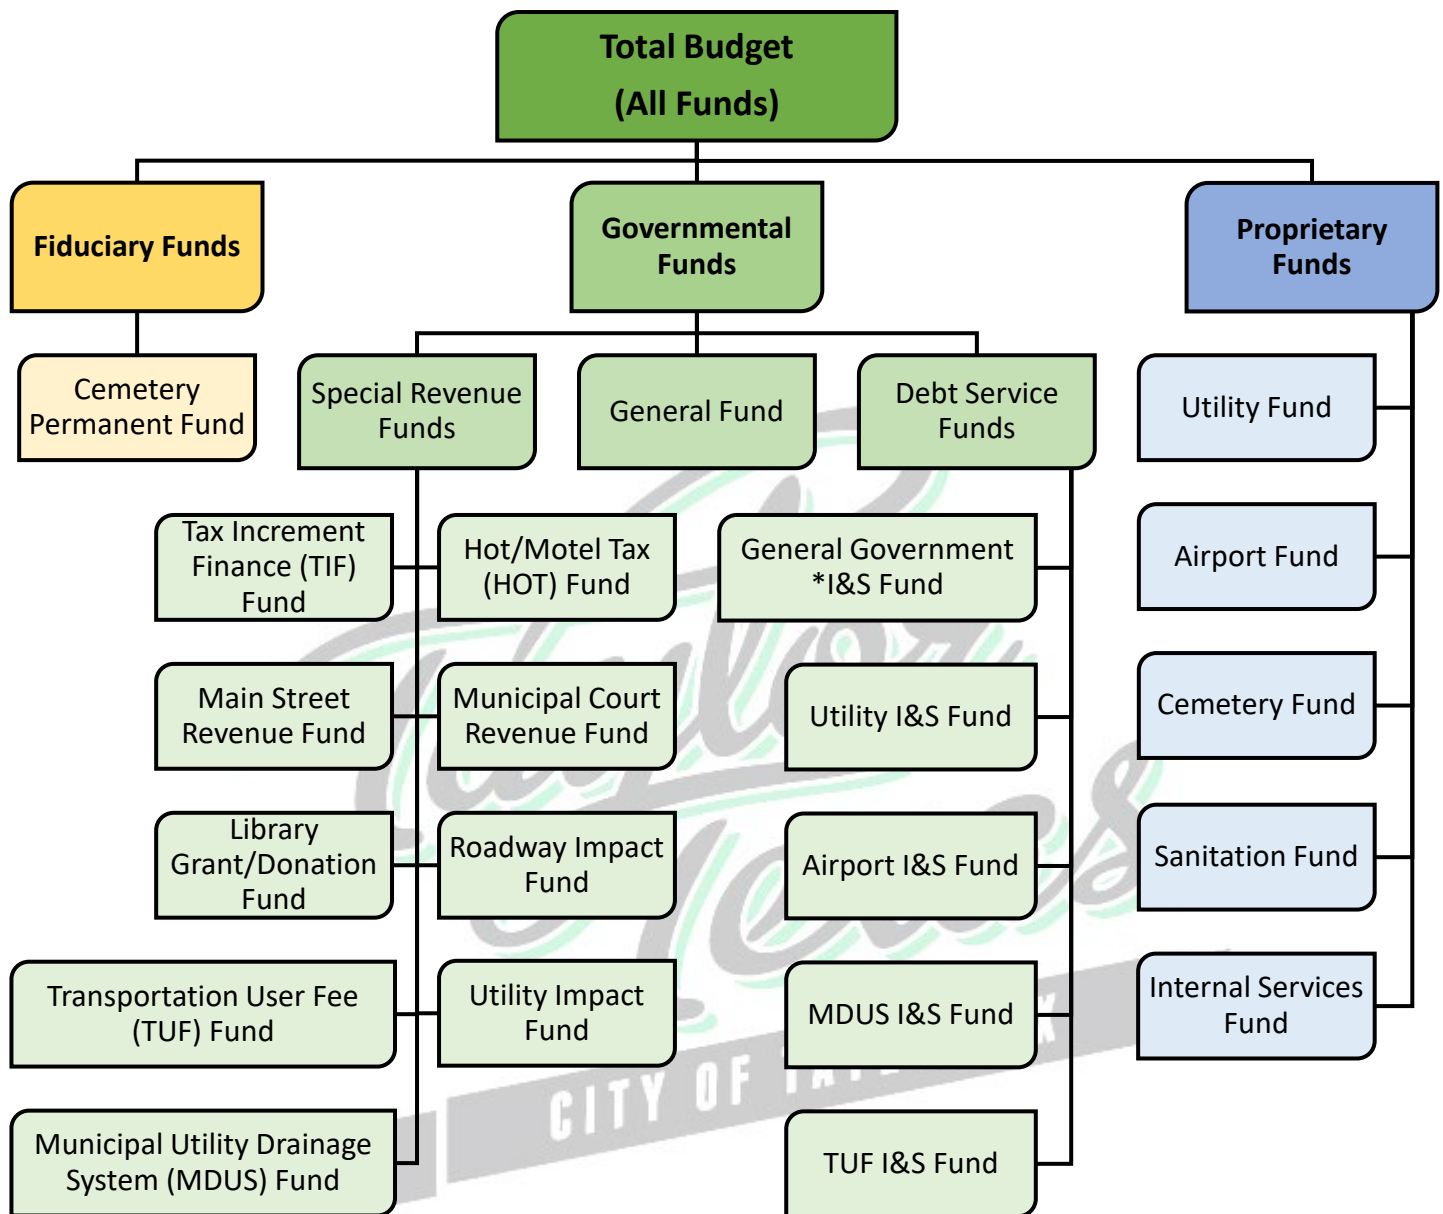 Total Budget
(All Funds)
Fiduciary Funds
Governmental
Funds
Proprietary
Funds
Cemetery
Permanent Fund
Special Revenue
Funds
General Fund
Debt Service
Funds
Utility Fund
Tax Increment
Finance (TIF)
Fund
Hot/Motel Tax
(HOT) Fund
General Government
*I&S Fund
Airport Fund
Main Street
Revenue Fund
Municipal Court
Revenue Fund
Utility I&S Fund
Cemetery Fund
Library
Grant/Donation
Fund
Roadway Impact
Fund
Airport I&S Fund
Sanitation Fund
Transportation User Fee
(TUF) Fund
Utility Impact
Fund
MDUS I&S Fund
Internal Services
Fund
Municipal Utility Drainage
System (MDUS) Fund
TUF I&S Fund
Taylor
Texas
CITY OF